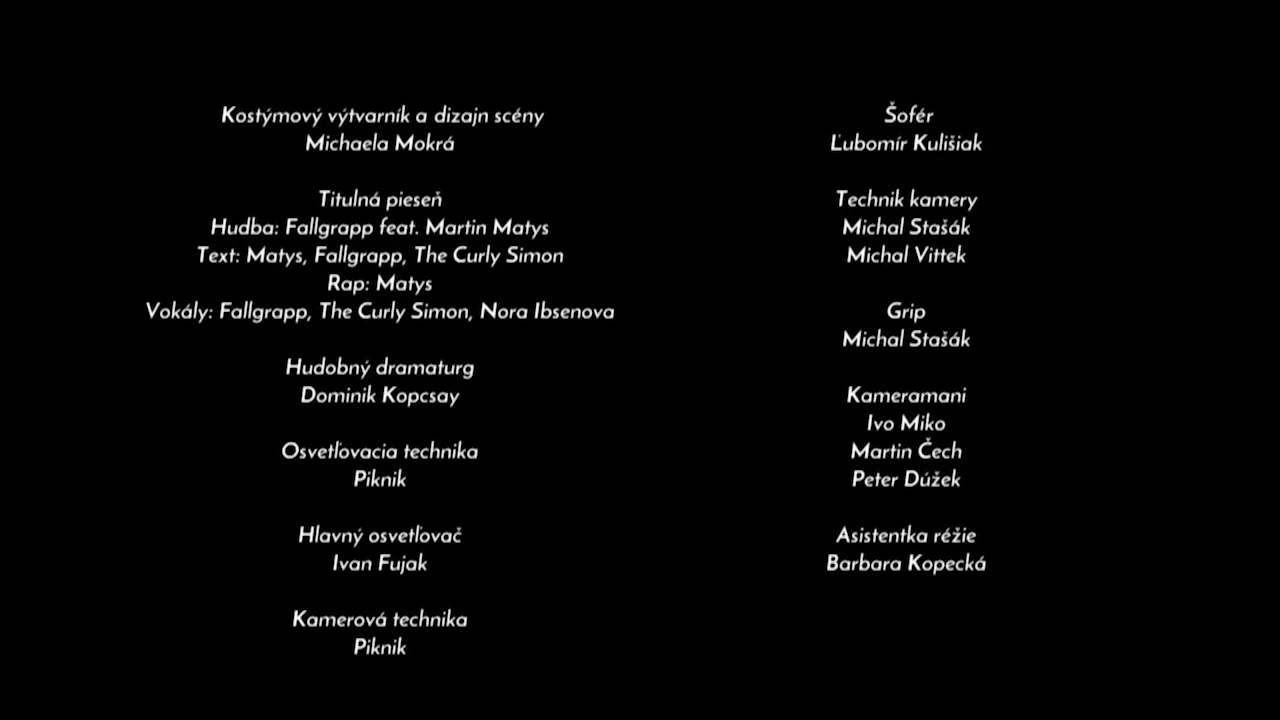 Kostýmový výtvarník a dizajn scény
Michaela Mokrá
Titulná pieseň
Hudba: Fallgrapp feat. Martin Matys
Text: Matys, Fallgrapp, The Curly Simon
Rap: Matys
Vokály: Fallgrapp, The Curly Simon, Nora Ibsenova
Hudobný dramaturg
Dominik Kopcsay
Osvetľovacia technika
Piknik
Hlavný osvetľovač
Ivan Fujak
Kamerová technika
Piknik
Šofér
Ľubomír Kulišiak
Technik kamery
Michal Stašák
Michal Vittek
Grip
Michal Stašák
Kameramani
Ivo Miko
Martin Čech
Peter Dúžek
Asistentka réžie
Barbara Kopecká